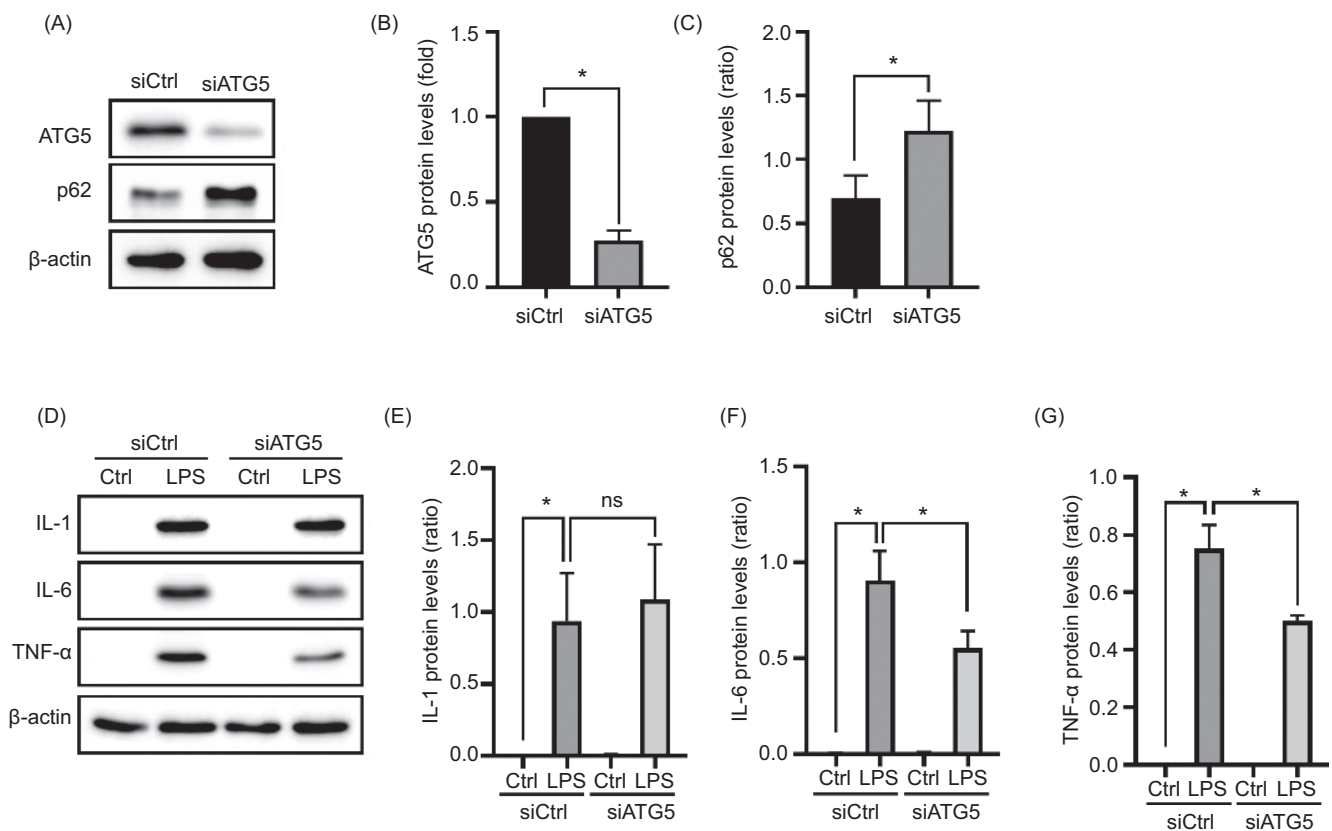 (A)
siCtrl siATG5
ATG5
p62
β-actin
(B)
ATG5 protein levels (fold)
1.5
1.0
0.5
0.0
*
siCtrl siATG5
(C)
p62 protein levels (ratio)
2.0
1.5
1.0
0.5
0.0
*
siCtrl siATG5
(D)
siCtrl siATG5
Ctrl LPS Ctrl LPS
IL-1
IL-6
TNF-α
β-actin
(E)
IL-1 protein levels (ratio)
2.0
1.5
1.0
0.5
0.0
* ns
Ctrl LPS Ctrl LPS
siCtrl siATG5
(F)
IL-6 protein levels (ratio)
1.5
1.0
0.5
0.0
* *
Ctrl LPS Ctrl LPS
siCtrl siATG5
(G)
TNF-α protein levels (ratio)
1.0
0.8
0.6
0.4
0.2
0.0
* *
Ctrl LPS Ctrl LPS
siCtrl siATG5